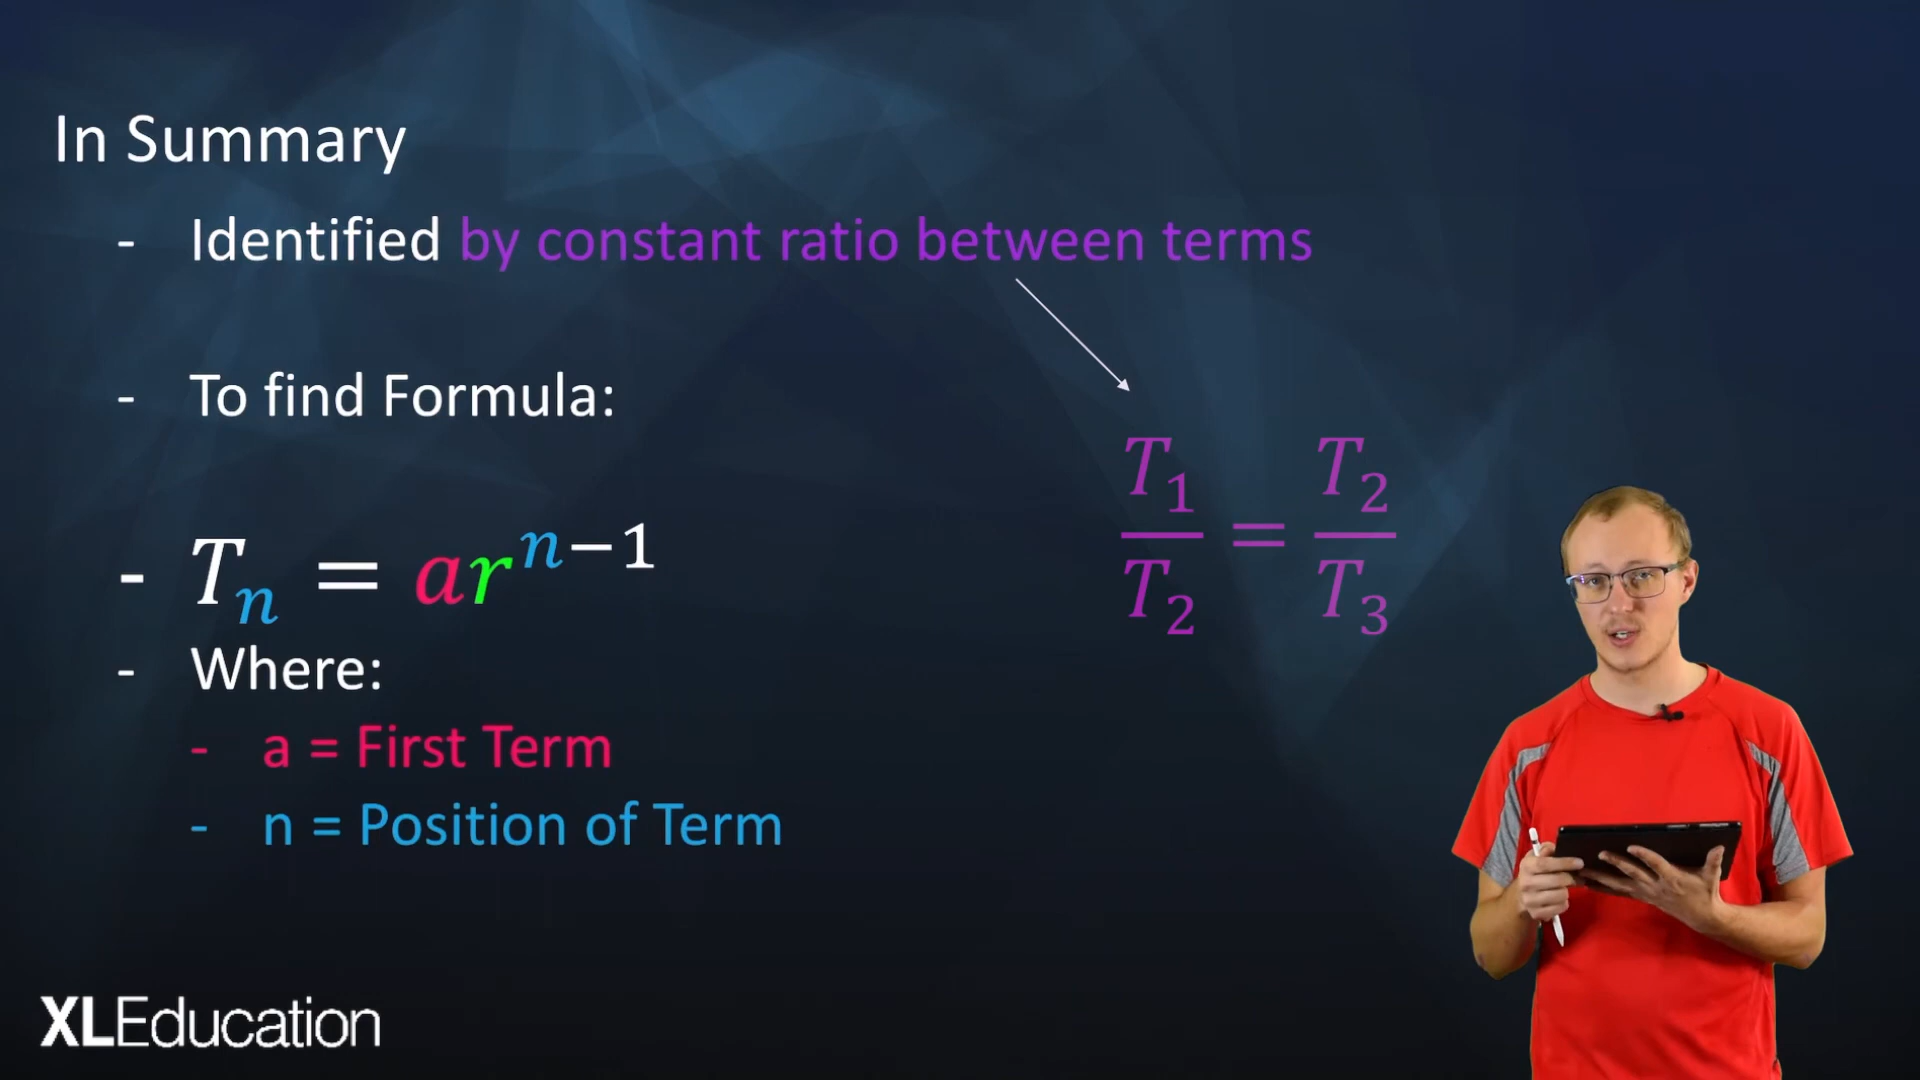 In Summary
- Identified by constant ratio between terms
- To find Formula:
T₁/T₂ = T₂/T₃
- Tₙ = arⁿ⁻¹
- Where:
- a = First Term
- n = Position of Term
XLEducation